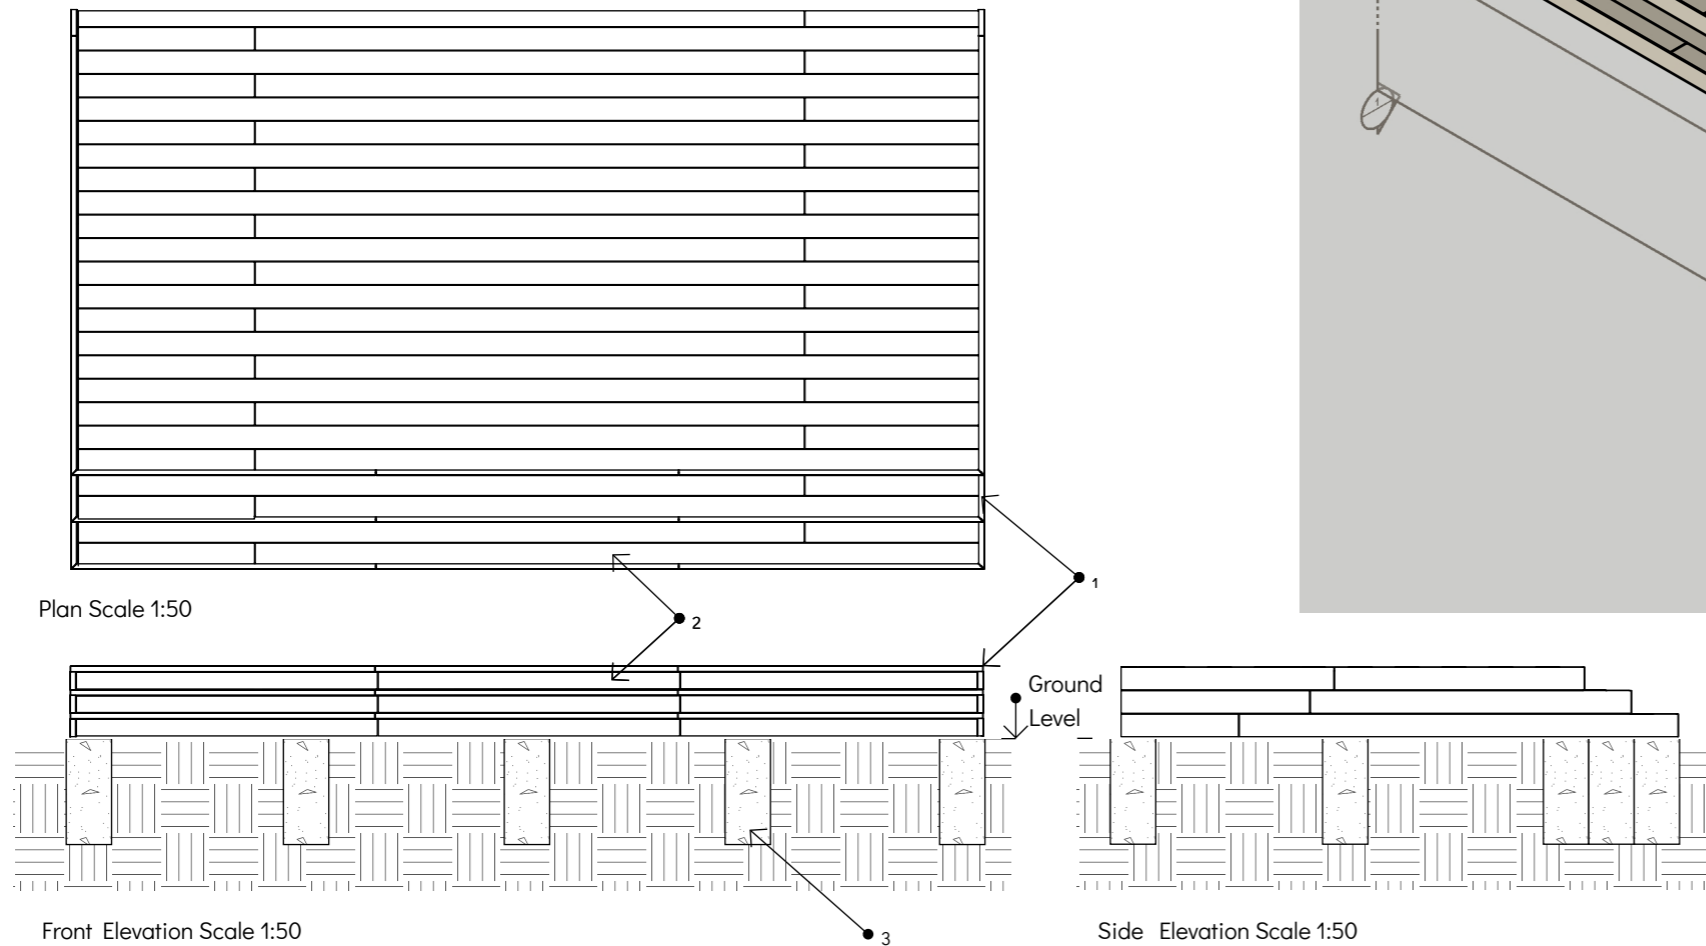 1
Plan Scale 1:50
1
2
Ground
Level
Front Elevation Scale 1:50
3
Side Elevation Scale 1:50